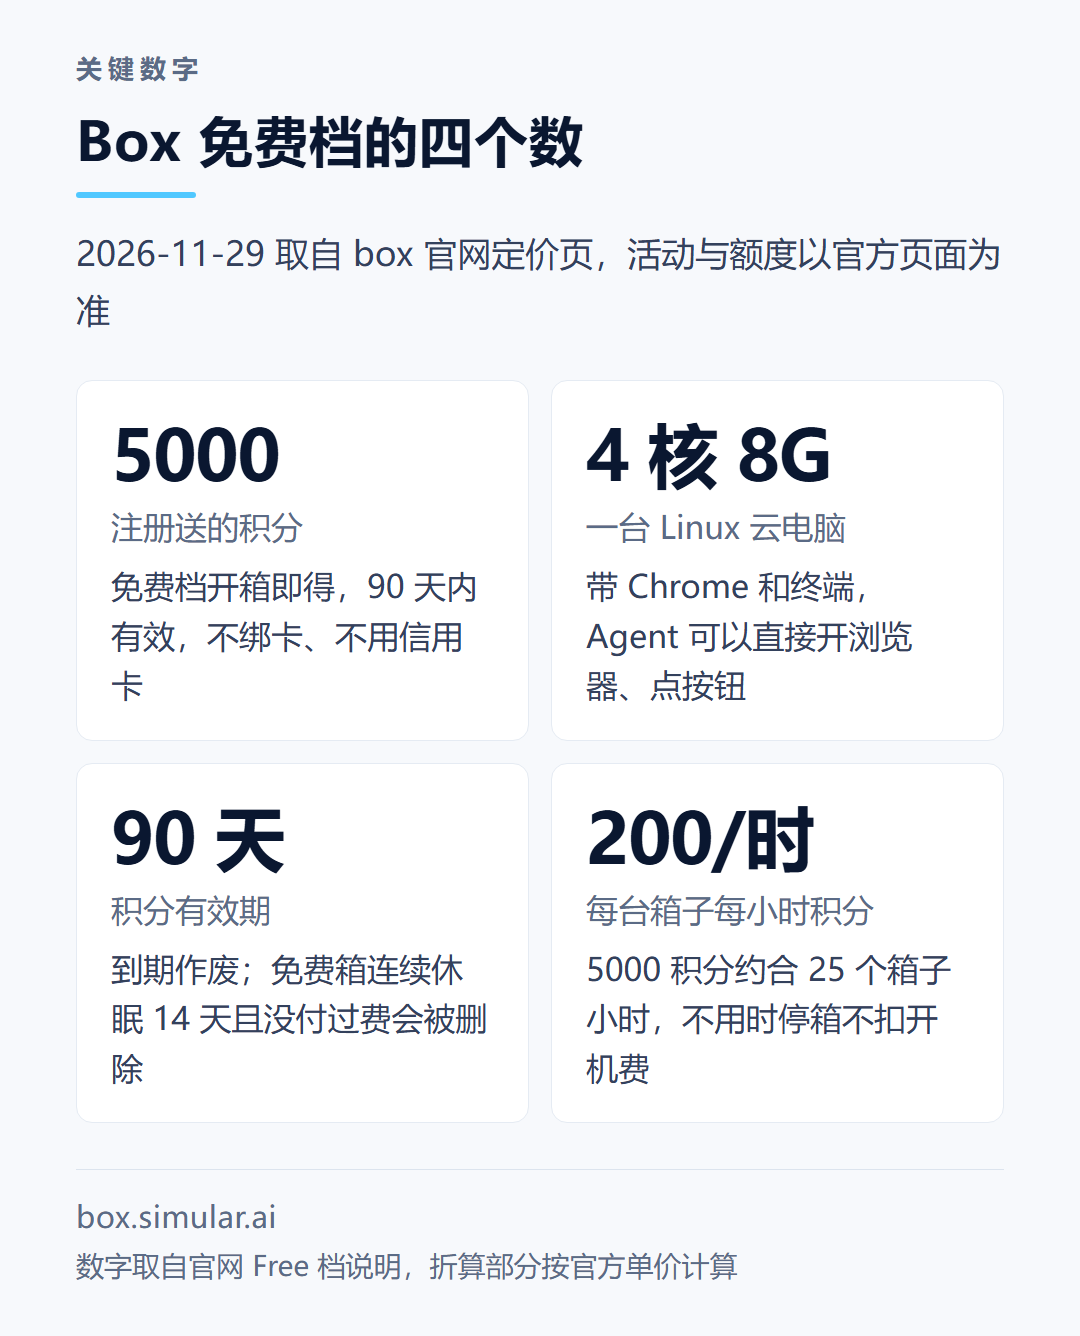 关键数字
Box 免费档的四个数
2026-11-29 取自 box 官网定价页，活动与额度以官方页面为
准
5000
注册送的积分
免费档开箱即得，90 天内
有效，不绑卡、不用信用
卡
4 核 8G
一台 Linux 云电脑
带 Chrome 和终端，
Agent 可以直接开浏览
器、点按钮
90 天
积分有效期
到期作废；免费箱连续休
眠 14 天且没付过费会被删
除
200/时
每台箱子每小时积分
5000 积分约合 25 个箱子
小时，不用时停箱不扣开
机费
box.simular.ai
数字取自官网 Free 档说明，折算部分按官方单价计算